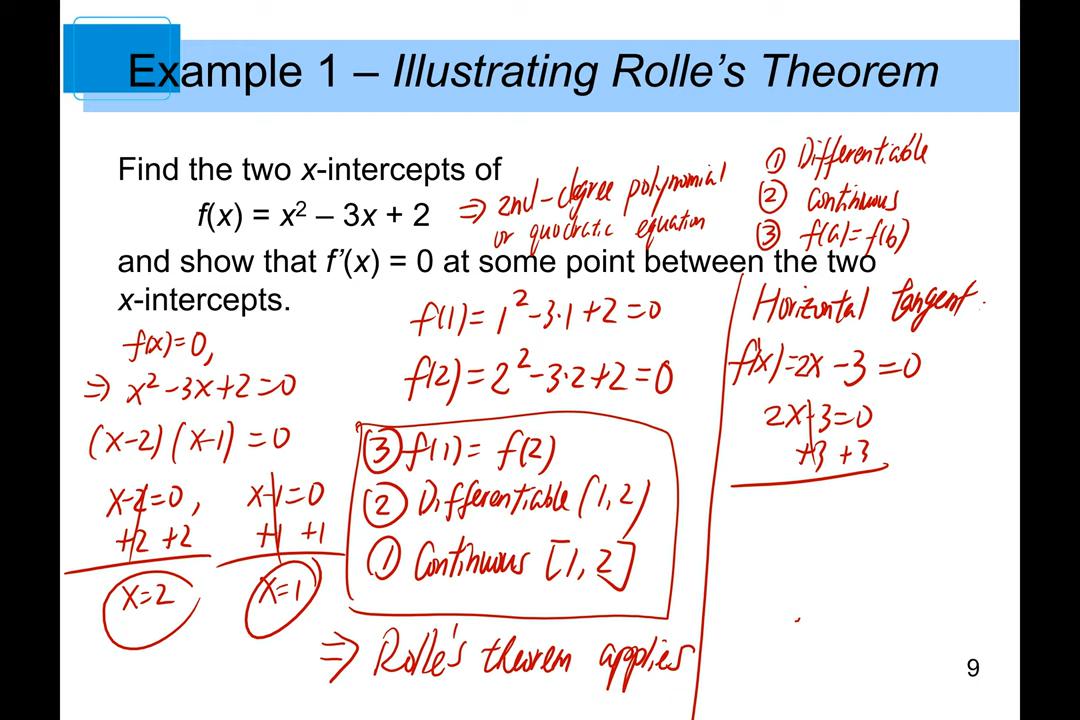 Example 1 – Illustrating Rolle's Theorem
Find the two x-intercepts of
f(x) = x² – 3x + 2
and show that f'(x) = 0 at some point between the two
x-intercepts.
⇒ 2nd-degree polynomial
or quadratic equation
① Differentiable
② Continuous
③ f(a) = f(b)
f(x)=0,
⇒ x² -3x+2=0
(x-2)(x-1) = 0
x-2=0, x-1=0
+2 +2 +1 +1
x=2 x=1
f(1) = 1² -3·1 +2 =0
f(2) = 2² -3·2+2 =0
③ f(1) = f(2)
② Differentiable (1,2)
① Continuous [1,2]
⇒ Rolle's theorem applies
Horizontal tangent.
f'(x)=2x -3 =0
2x-3=0
+3 +3
9